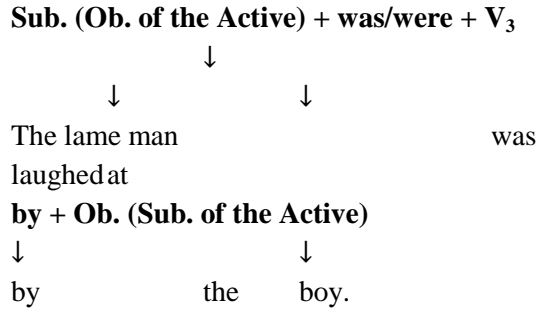 Sub. (Ob. of the Active) + was/were + V₃
↓
↓ ↓
The lame man was
laughed at
by + Ob. (Sub. of the Active)
↓ ↓
by the boy.